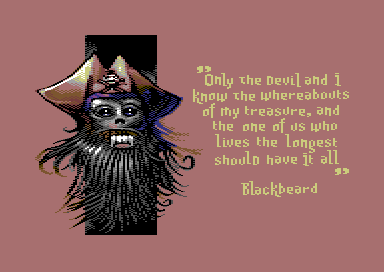 "Only the Devil and I
know the whereabouts
of my treasure, and
the one of us who
lives the longest
should have it all
"
Blackbeard